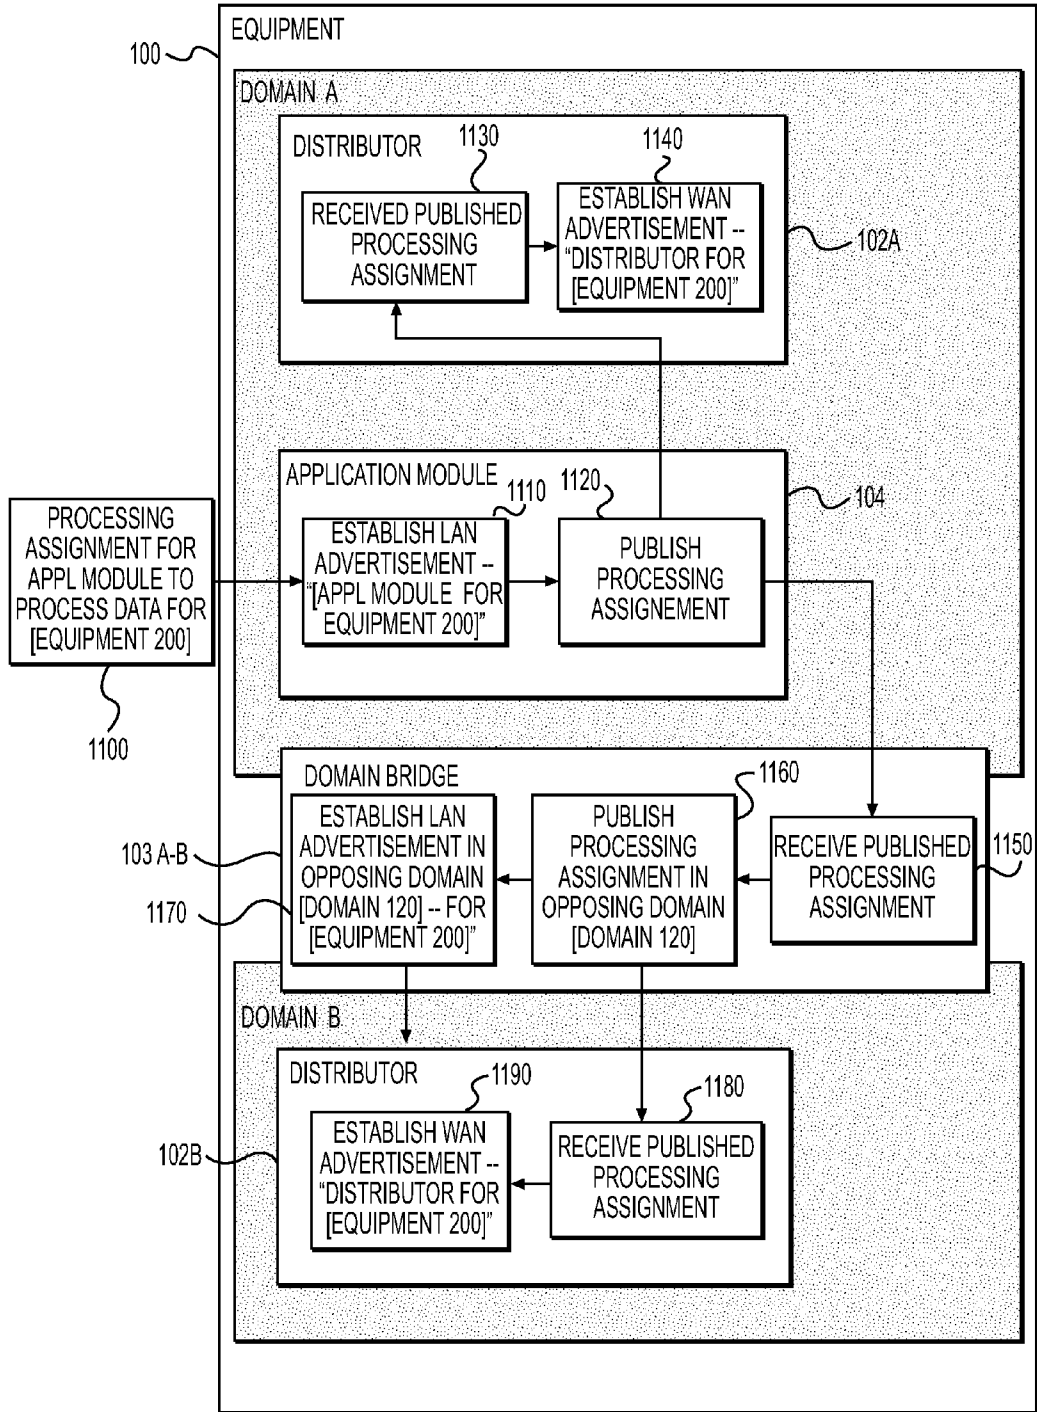 EQUIPMENT
100
DOMAIN A
DISTRIBUTOR
1130
1140
RECEIVED PUBLISHED
PROCESSING
ASSIGNMENT
ESTABLISH WAN
ADVERTISEMENT --
“DISTRIBUTOR FOR
[EQUIPMENT 200]”
102A
APPLICATION MODULE
1110
1120
104
PROCESSING
ASSIGNMENT FOR
APPL MODULE TO
PROCESS DATA FOR
[EQUIPMENT 200]
1100
ESTABLISH LAN
ADVERTISEMENT --
“[APPL MODULE FOR
EQUIPMENT 200]”
PUBLISH
PROCESSING
ASSIGNEMENT
DOMAIN BRIDGE
1160
103 A-B
1170
ESTABLISH LAN
ADVERTISEMENT IN
OPPOSING DOMAIN
[DOMAIN 120] -- FOR
[EQUIPMENT 200]”
PUBLISH
PROCESSING
ASSIGNMENT IN
OPPOSING DOMAIN
[DOMAIN 120]
RECEIVE PUBLISHED
PROCESSING
ASSIGNMENT
1150
DOMAIN B
DISTRIBUTOR
1190
1180
102B
ESTABLISH WAN
ADVERTISEMENT --
“DISTRIBUTOR FOR
[EQUIPMENT 200]”
RECEIVE PUBLISHED
PROCESSING
ASSIGNMENT